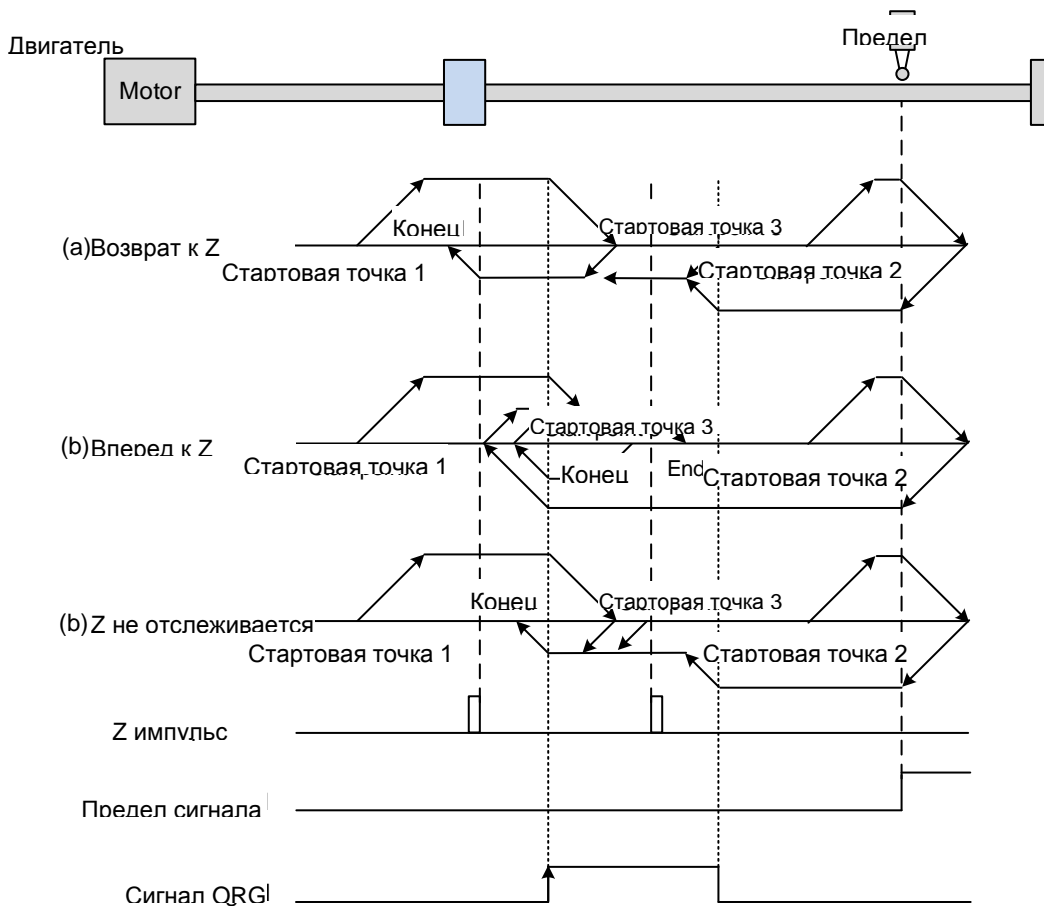 Двигатель
Предел
Motor
Конец
Стартовая точка 3
(a)Возврат к Z
Стартовая точка 1
Стартовая точка 2
Стартовая точка 3
(b)Вперед к Z
Стартовая точка 1
Конец
End
Стартовая точка 2
Конец
Стартовая точка 3
(b)Z не отслеживается
Стартовая точка 1
Стартовая точка 2
Z импульс
Предел сигнала
Сигнал ORG